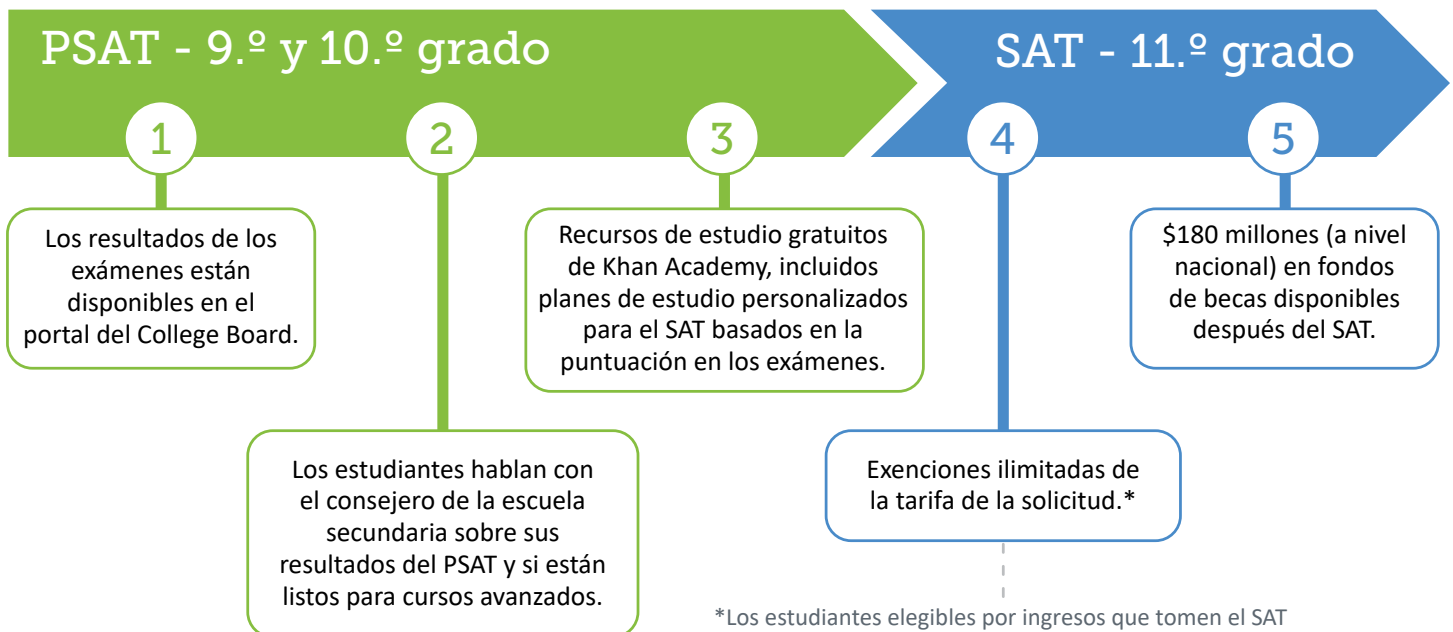 PSAT - 9.º y 10.º grado
SAT - 11.º grado
1
2
3
4
5
Los resultados de los
exámenes están
disponibles en el
portal del College Board.
Los estudiantes hablan con
el consejero de la escuela
secundaria sobre sus
resultados del PSAT y si están
listos para cursos avanzados.
Recursos de estudio gratuitos
de Khan Academy, incluidos
planes de estudio personalizados
para el SAT basados en la
puntuación en los exámenes.
Exenciones ilimitadas de
la tarifa de la solicitud.*
$180 millones (a nivel
nacional) en fondos
de becas disponibles
después del SAT.
*Los estudiantes elegibles por ingresos que tomen el SAT